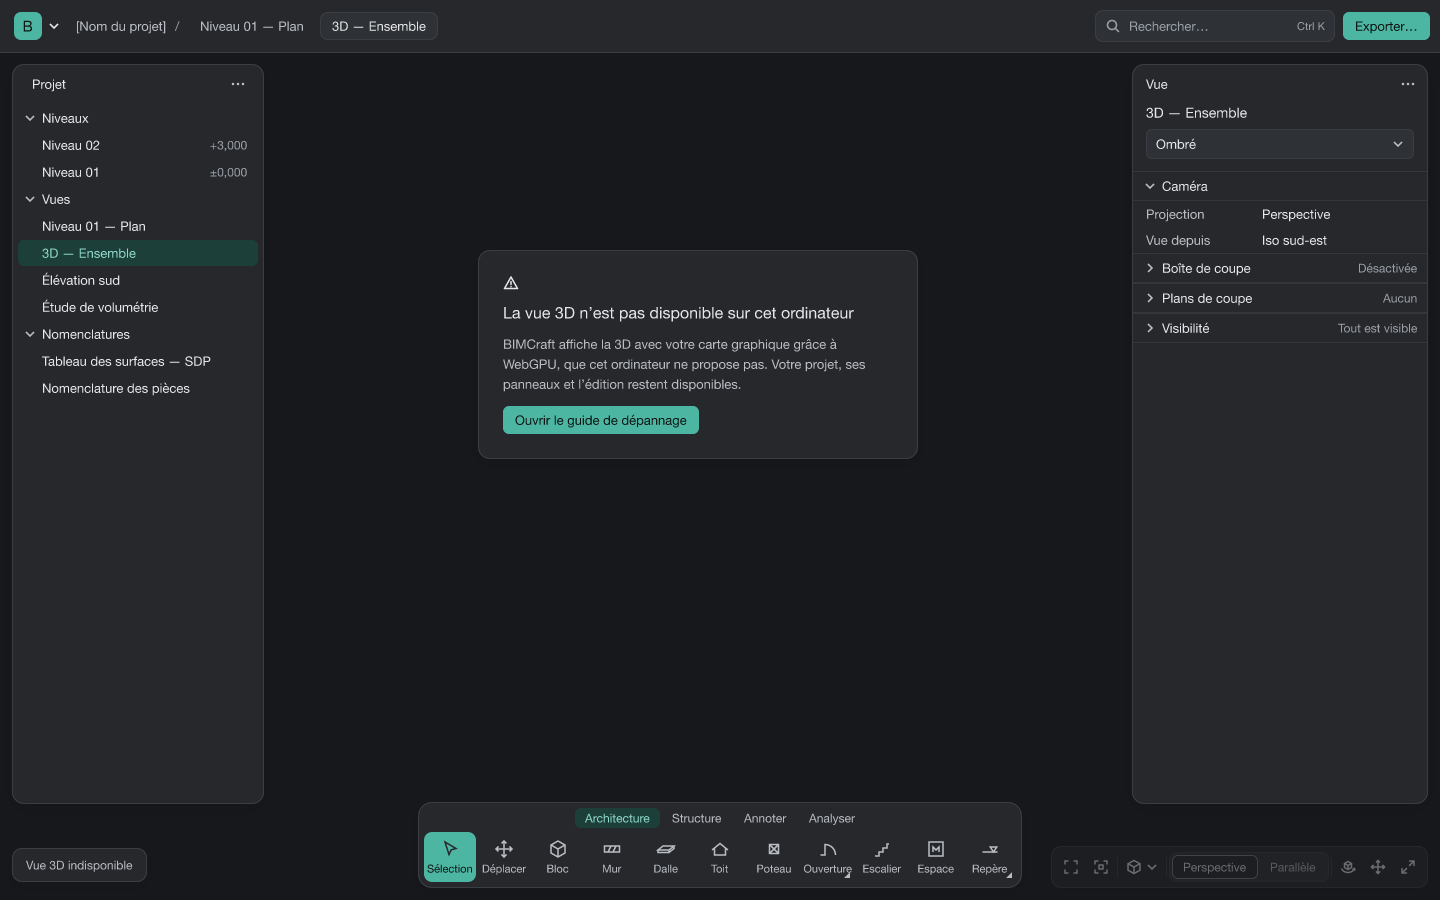 B
[Nom du projet] /
Niveau 01 — Plan
3D — Ensemble
Rechercher…
Ctrl K
Exporter…
Projet
Niveaux
Niveau 02 +3,000
Niveau 01 ±0,000
Vues
Niveau 01 — Plan
3D — Ensemble
Élévation sud
Étude de volumétrie
Nomenclatures
Tableau des surfaces — SDP
Nomenclature des pièces
La vue 3D n’est pas disponible sur cet ordinateur
BIMCraft affiche la 3D avec votre carte graphique grâce à
WebGPU, que cet ordinateur ne propose pas. Votre projet, ses
panneaux et l’édition restent disponibles.
Ouvrir le guide de dépannage
Vue
3D — Ensemble
Ombré
Caméra
Projection Perspective
Vue depuis Iso sud-est
Boîte de coupe Désactivée
Plans de coupe Aucun
Visibilité Tout est visible
Vue 3D indisponible
Architecture Structure Annoter Analyser
Sélection Déplacer Bloc Mur Dalle Toit Poteau Ouverture Escalier Espace Repère
Perspective Parallèle